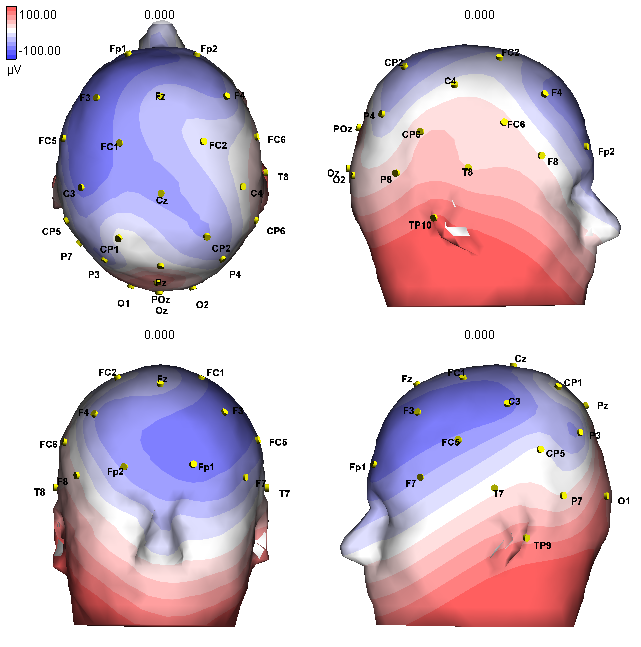 100.00
-100.00
µV
0.000
Fp1 Fp2
F3 Fz F4
FC5 FC1 FC2 FC6
T8
C3 Cz C4
CP5 CP6
P7 CP1 CP2
P3 Pz P4
O1 POz O2
Oz
0.000
CP2 FC2
C4 F4
P4 FC6
POz CP6 Fp2
F8
Oz P8 T8
O2
TP10
0.000
FC2 Fz FC1
F4 F3
FC6 FC5
Fp2 Fp1
F8 F7
T8 T7
0.000
Cz
Fz FC1 CP1
C3 Pz
F3 P3
FC5 CP5
Fp1
F7 T7 P7 O1
TP9